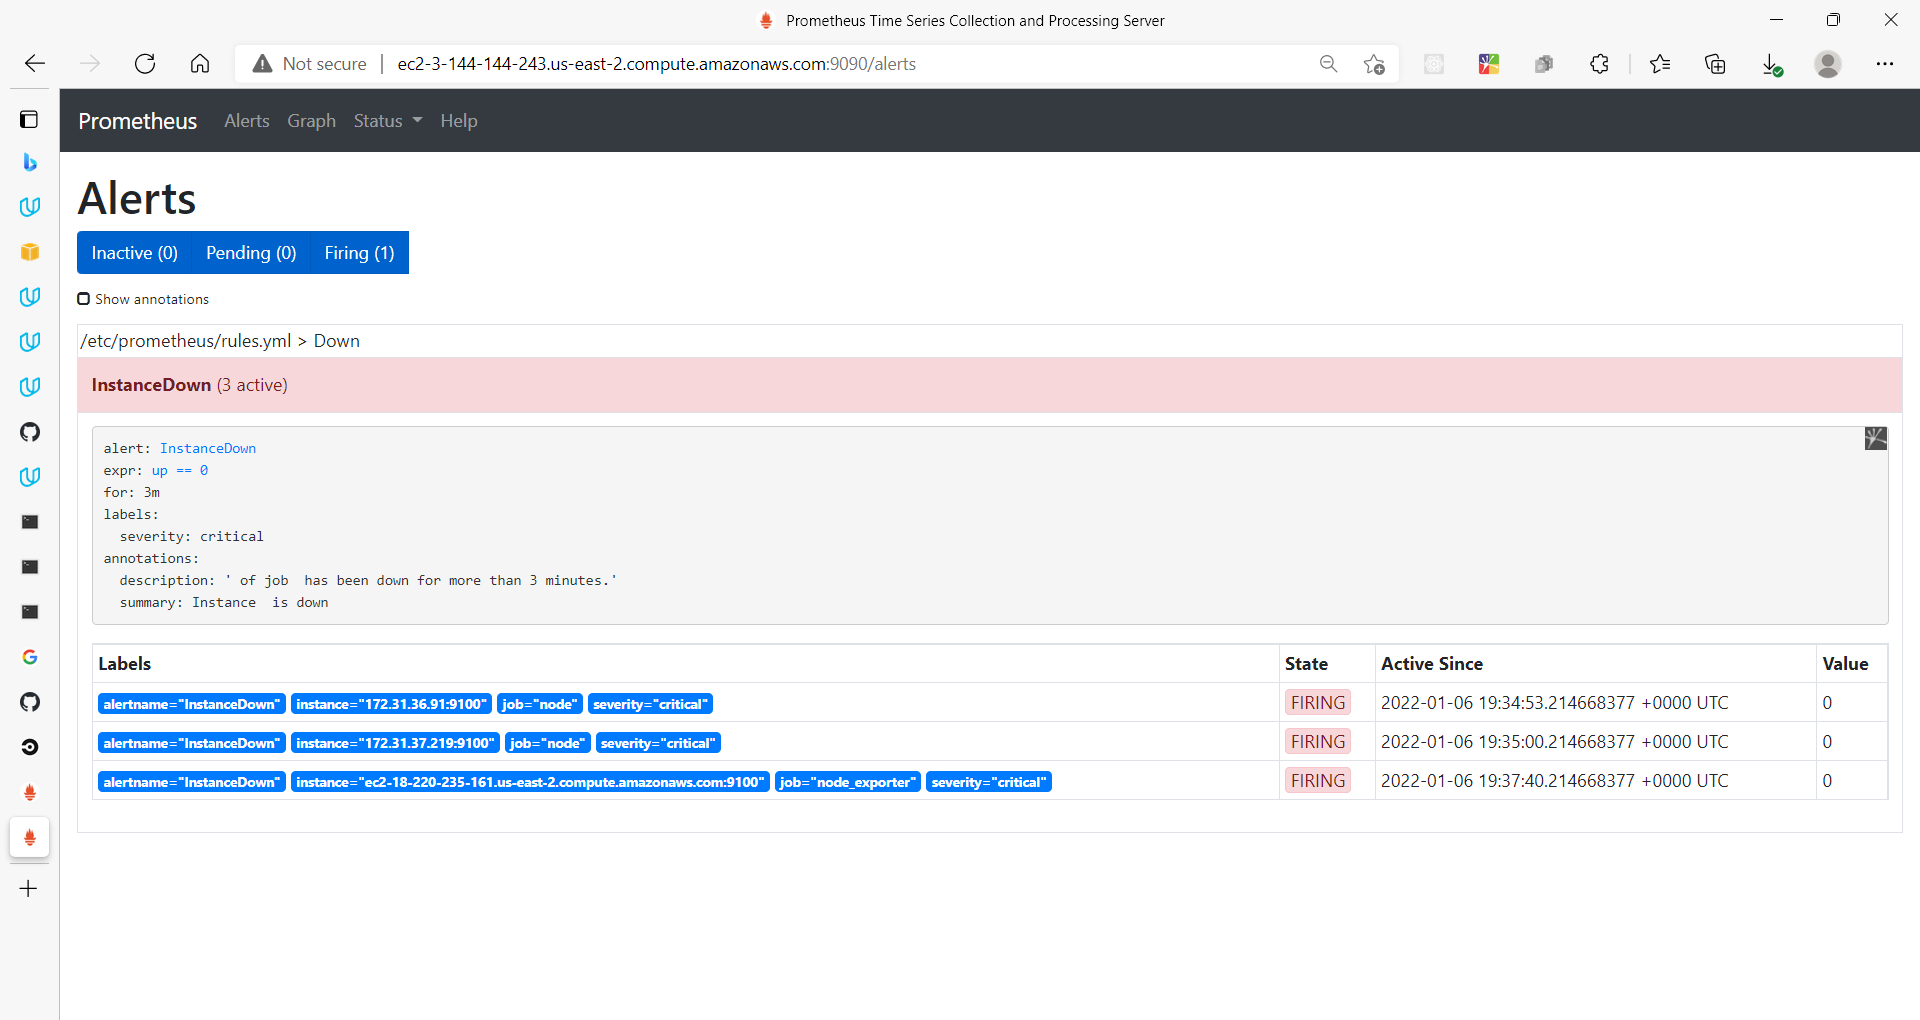 Prometheus Time Series Collection and Processing Server
Not secure | ec2-3-144-144-243.us-east-2.compute.amazonaws.com:9090/alerts
Prometheus Alerts Graph Status Help
Alerts
Inactive (0) Pending (0) Firing (1)
Show annotations
/etc/prometheus/rules.yml > Down
InstanceDown (3 active)
alert: InstanceDown
expr: up == 0
for: 3m
labels:
  severity: critical
annotations:
  description: ' of job  has been down for more than 3 minutes.'
  summary: Instance  is down
Labels State Active Since Value
alertname="InstanceDown" instance="172.31.36.91:9100" job="node" severity="critical" FIRING 2022-01-06 19:34:53.214668377 +0000 UTC 0
alertname="InstanceDown" instance="172.31.37.219:9100" job="node" severity="critical" FIRING 2022-01-06 19:35:00.214668377 +0000 UTC 0
alertname="InstanceDown" instance="ec2-18-220-235-161.us-east-2.compute.amazonaws.com:9100" job="node_exporter" severity="critical" FIRING 2022-01-06 19:37:40.214668377 +0000 UTC 0